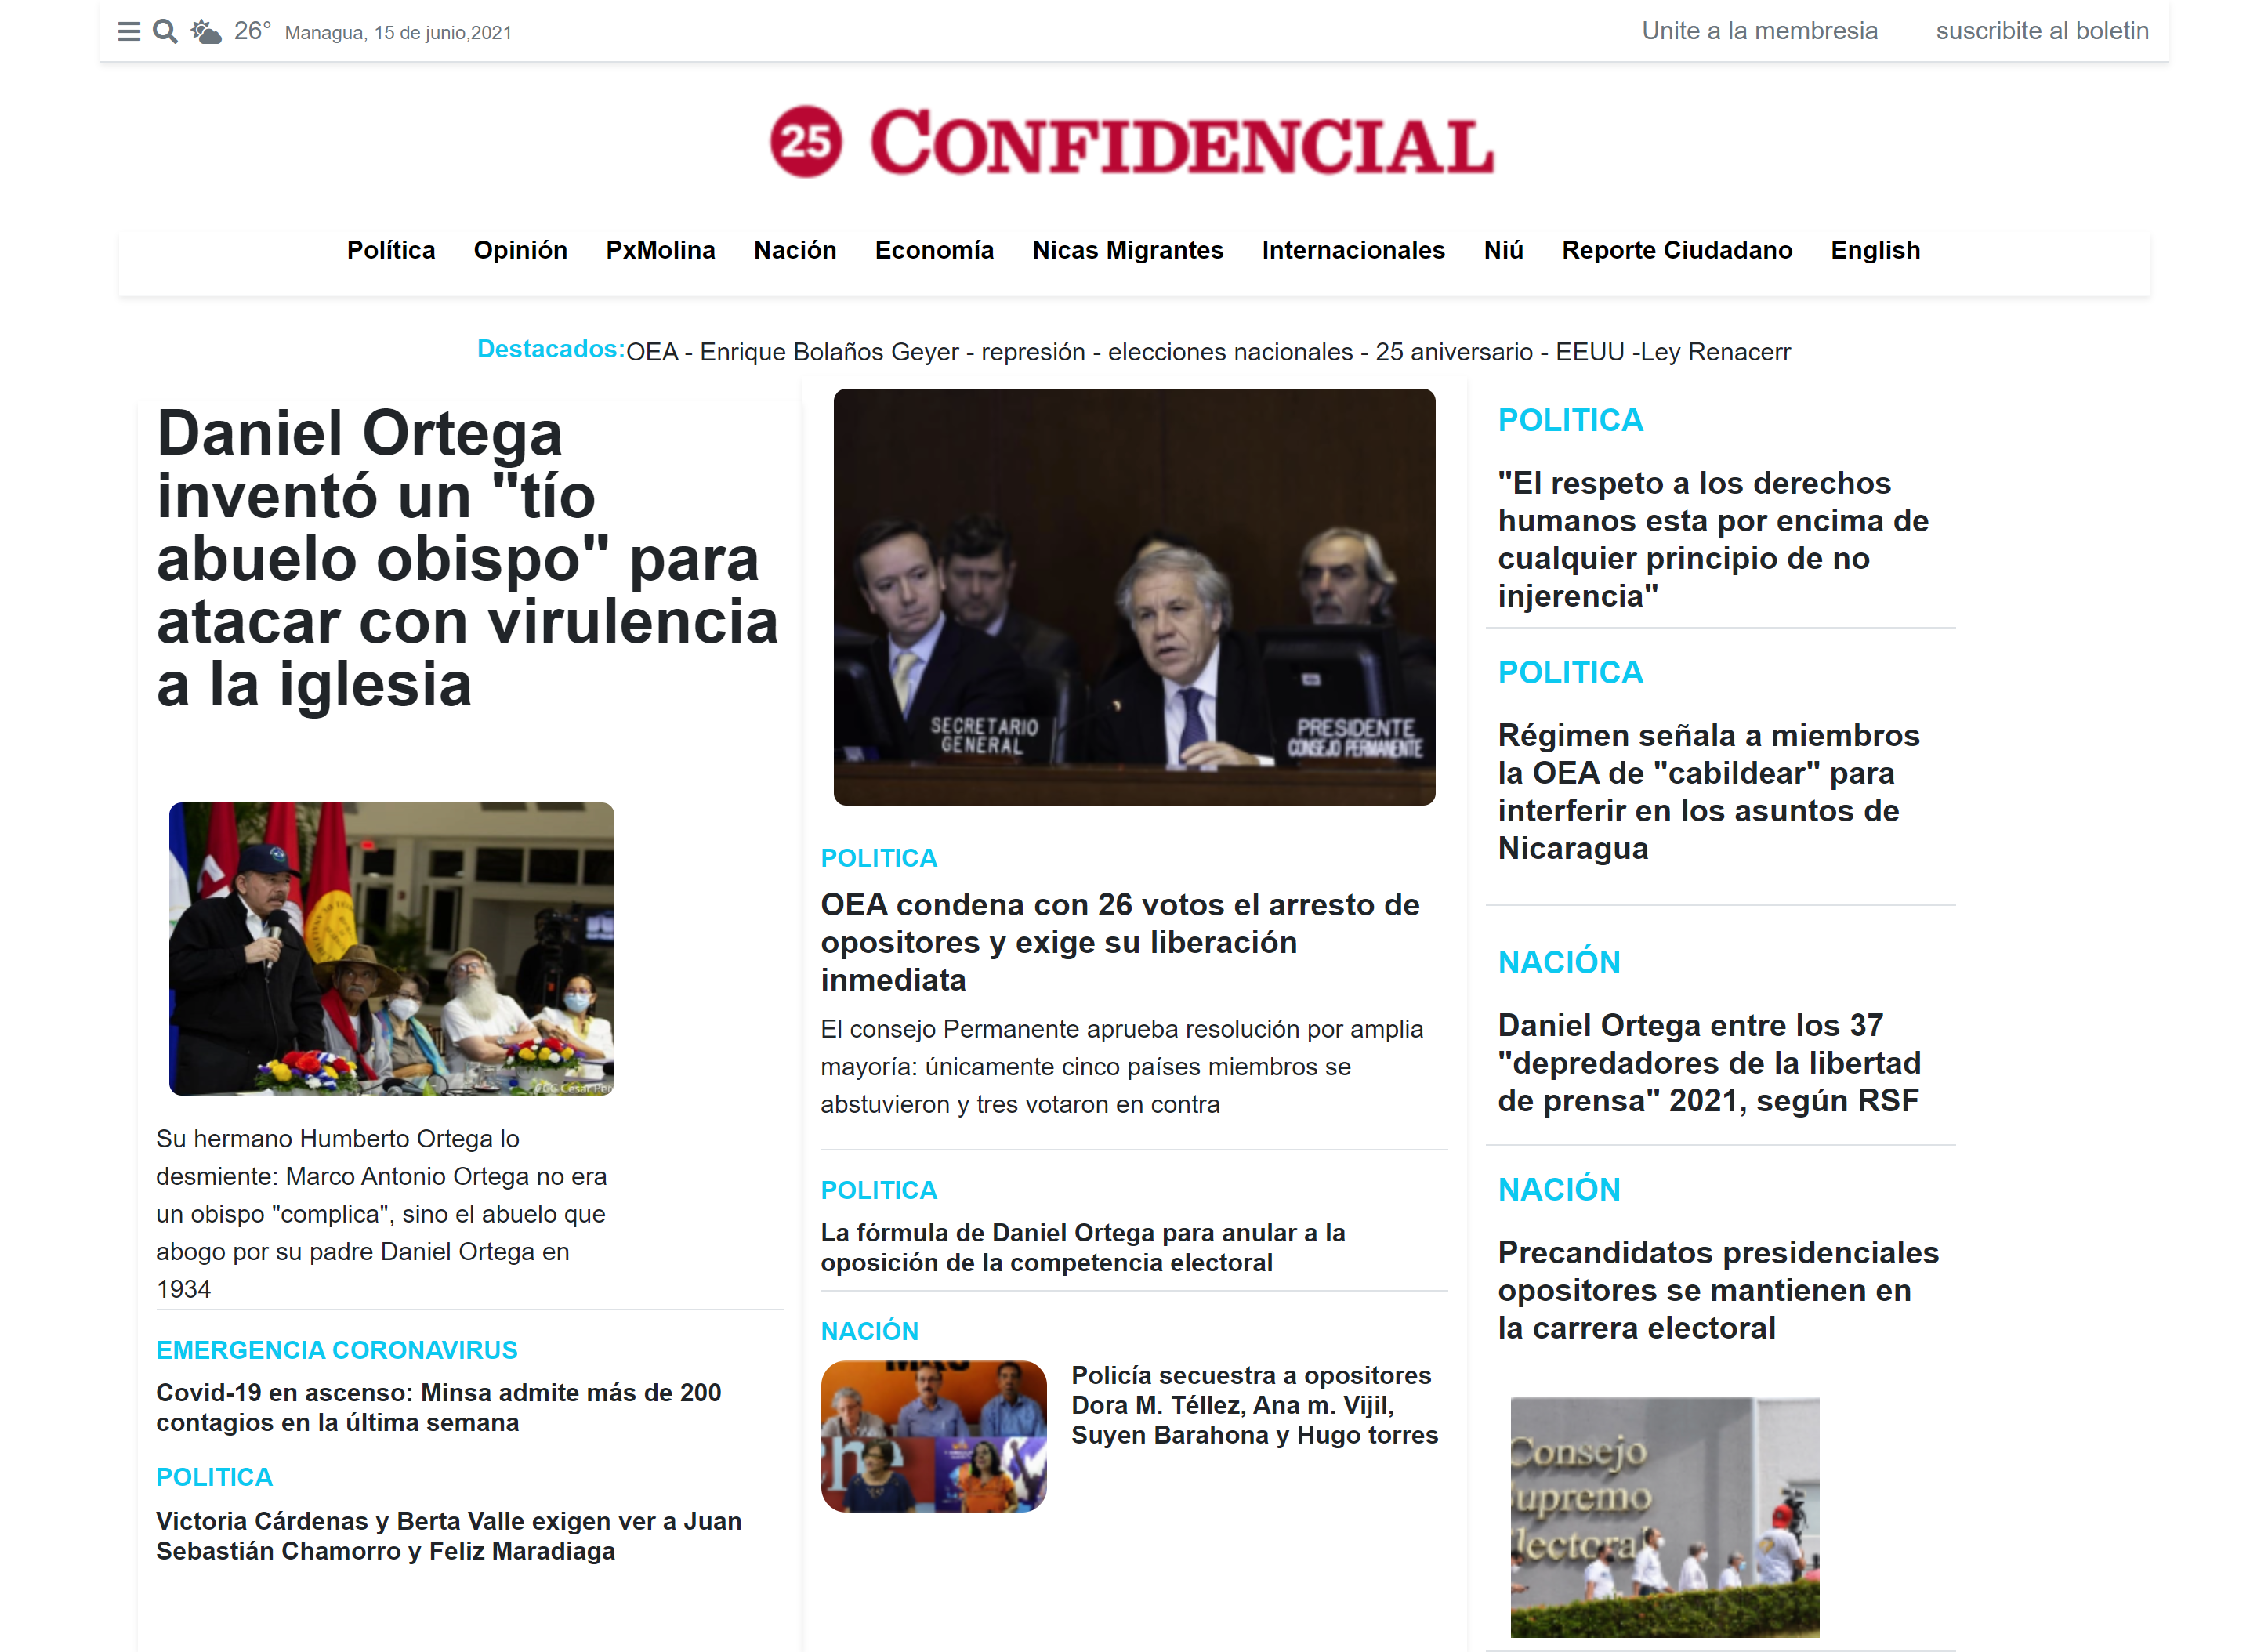 26° Managua, 15 de junio,2021
Unite a la membresia suscribite al boletin
25 CONFIDENCIAL
Política Opinión PxMolina Nación Economía Nicas Migrantes Internacionales Niú Reporte Ciudadano English
Destacados:OEA - Enrique Bolaños Geyer - represión - elecciones nacionales - 25 aniversario - EEUU -Ley Renacerr
Daniel Ortega
inventó un "tío
abuelo obispo" para
atacar con virulencia
a la iglesia
Su hermano Humberto Ortega lo
desmiente: Marco Antonio Ortega no era
un obispo "complica", sino el abuelo que
abogo por su padre Daniel Ortega en
1934
EMERGENCIA CORONAVIRUS
Covid-19 en ascenso: Minsa admite más de 200
contagios en la última semana
POLITICA
Victoria Cárdenas y Berta Valle exigen ver a Juan
Sebastián Chamorro y Feliz Maradiaga
SECRETARIO
GENERAL
PRESIDENTE
CONSEJO PERMANENTE
POLITICA
OEA condena con 26 votos el arresto de
opositores y exige su liberación
inmediata
El consejo Permanente aprueba resolución por amplia
mayoría: únicamente cinco países miembros se
abstuvieron y tres votaron en contra
POLITICA
La fórmula de Daniel Ortega para anular a la
oposición de la competencia electoral
NACIÓN
Policía secuestra a opositores
Dora M. Téllez, Ana m. Vijil,
Suyen Barahona y Hugo torres
POLITICA
"El respeto a los derechos
humanos esta por encima de
cualquier principio de no
injerencia"
POLITICA
Régimen señala a miembros
la OEA de "cabildear" para
interferir en los asuntos de
Nicaragua
NACIÓN
Daniel Ortega entre los 37
"depredadores de la libertad
de prensa" 2021, según RSF
NACIÓN
Precandidatos presidenciales
opositores se mantienen en
la carrera electoral
Consejo
upremo
lectoral